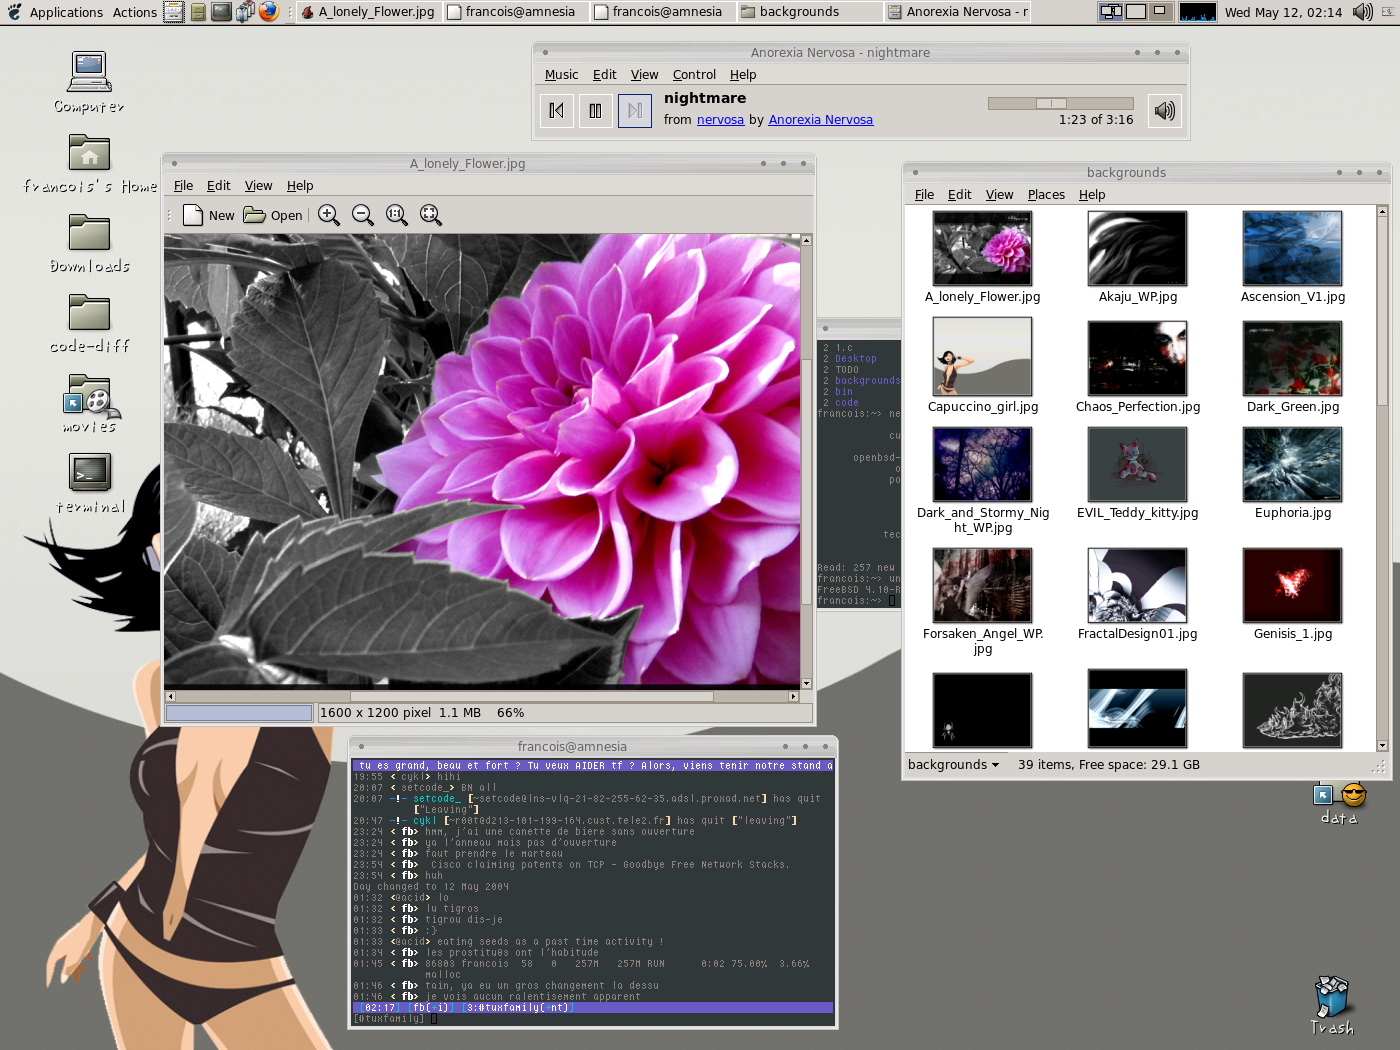 Applications Actions
A_lonely_Flower.jpg
francois@amnesia
francois@amnesia
backgrounds
Anorexia Nervosa - r
Wed May 12, 02:14
Computer
francois's Home
Downloads
code-diff
movies
terminal
Anorexia Nervosa - nightmare
Music Edit View Control Help
nightmare
from nervosa by Anorexia Nervosa
1:23 of 3:16
A_lonely_Flower.jpg
File Edit View Help
New Open
1600 x 1200 pixel 1.1 MB 66%
2 1.c
2 Desktop
2 TODO
2 backgrounds
2 bin
2 code
francois:~> ne
cu
openbsd-
o
po
tec
Read: 257 new
francois:~> un
FreeBSD 4.10-R
francois:~>
backgrounds
File Edit View Places Help
A_lonely_Flower.jpg
Akaju_WP.jpg
Ascension_V1.jpg
Capuccino_girl.jpg
Chaos_Perfection.jpg
Dark_Green.jpg
Dark_and_Stormy_Nig
ht_WP.jpg
EVIL_Teddy_kitty.jpg
Euphoria.jpg
Forsaken_Angel_WP.
jpg
FractalDesign01.jpg
Genisis_1.jpg
backgrounds 39 items, Free space: 29.1 GB
data
Trash
francois@amnesia
tu es grand, beau et fort ? Tu veux AIDER tf ? Alors, viens tenir notre stand a
19:55 < cykl> hihi
20:07 < setcode_> BN all
20:07 -!- setcode_ [~setcode@lns-vlq-21-82-255-62-35.adsl.proxad.net] has quit
["Leaving"]
20:47 -!- cykl [~r00t@d213-101-199-164.cust.tele2.fr] has quit ["leaving"]
23:24 < fb> hmm, j'ai une canette de biere sans ouverture
23:24 < fb> ya l'anneau mais pas d'ouverture
23:24 < fb> faut prendre le marteau
23:54 < fb> Cisco claiming patents on TCP - Goodbye Free Network Stacks.
23:54 < fb> huh
Day changed to 12 May 2004
01:32 <@acid> lo
01:32 < fb> lu tigros
01:32 < fb> tigrou dis-je
01:33 < fb> :}
01:33 <@acid> eating seeds as a past time activity !
01:34 < fb> les prostitu0s ont l'habitude
01:45 < fb> 86803 francois 58 0 257M 257M RUN 0:02 75.00% 3.66%
malloc
01:46 < fb> tain, ya eu un gros changement la dessu
01:46 < fb> je vois aucun ralentisement apparent
[02:17] [fb(+i)] [3:#tuxfamily(+nt)]
[#tuxfamily]